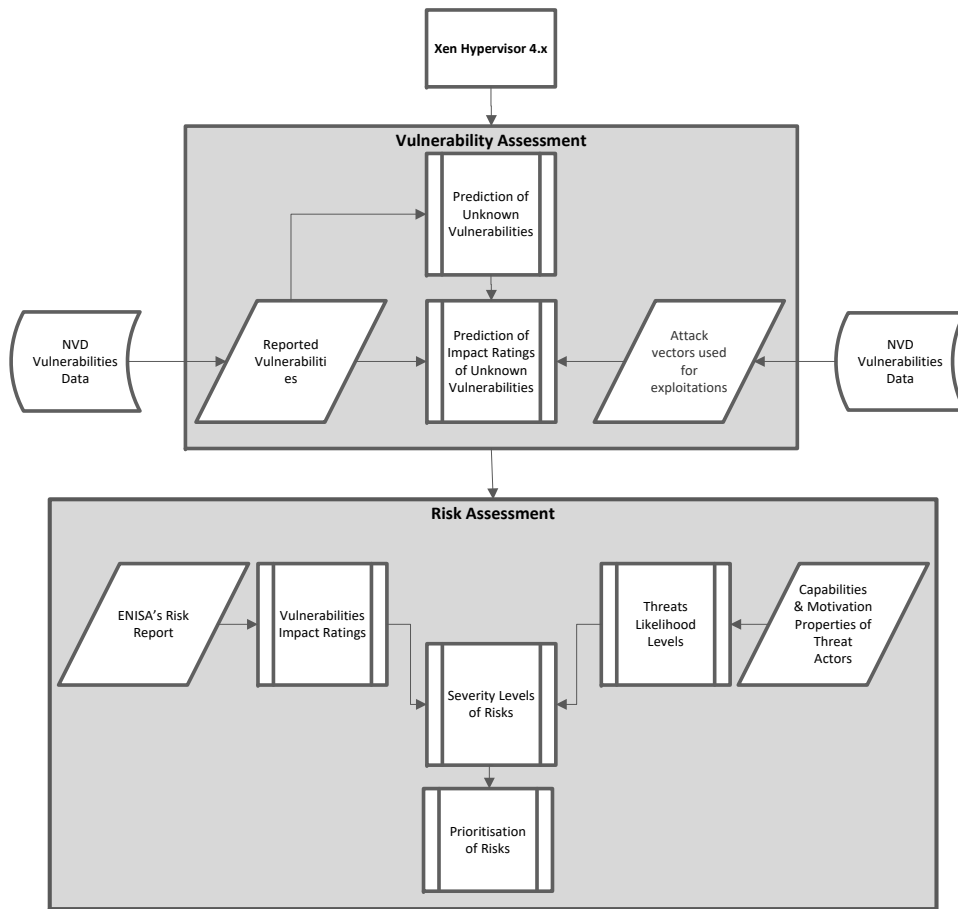 Xen Hypervisor 4.x
Vulnerability Assessment
Prediction of
Unknown
Vulnerabilities
NVD
Vulnerabilities
Data
Reported
Vulnerabiliti
es
Prediction of
Impact Ratings
of Unknown
Vulnerabilities
Attack
vectors used
for
exploitations
NVD
Vulnerabilities
Data
Risk Assessment
ENISA’s Risk
Report
Vulnerabilities
Impact Ratings
Threats
Likelihood
Levels
Capabilities
& Motivation
Properties of
Threat
Actors
Severity Levels
of Risks
Prioritisation
of Risks